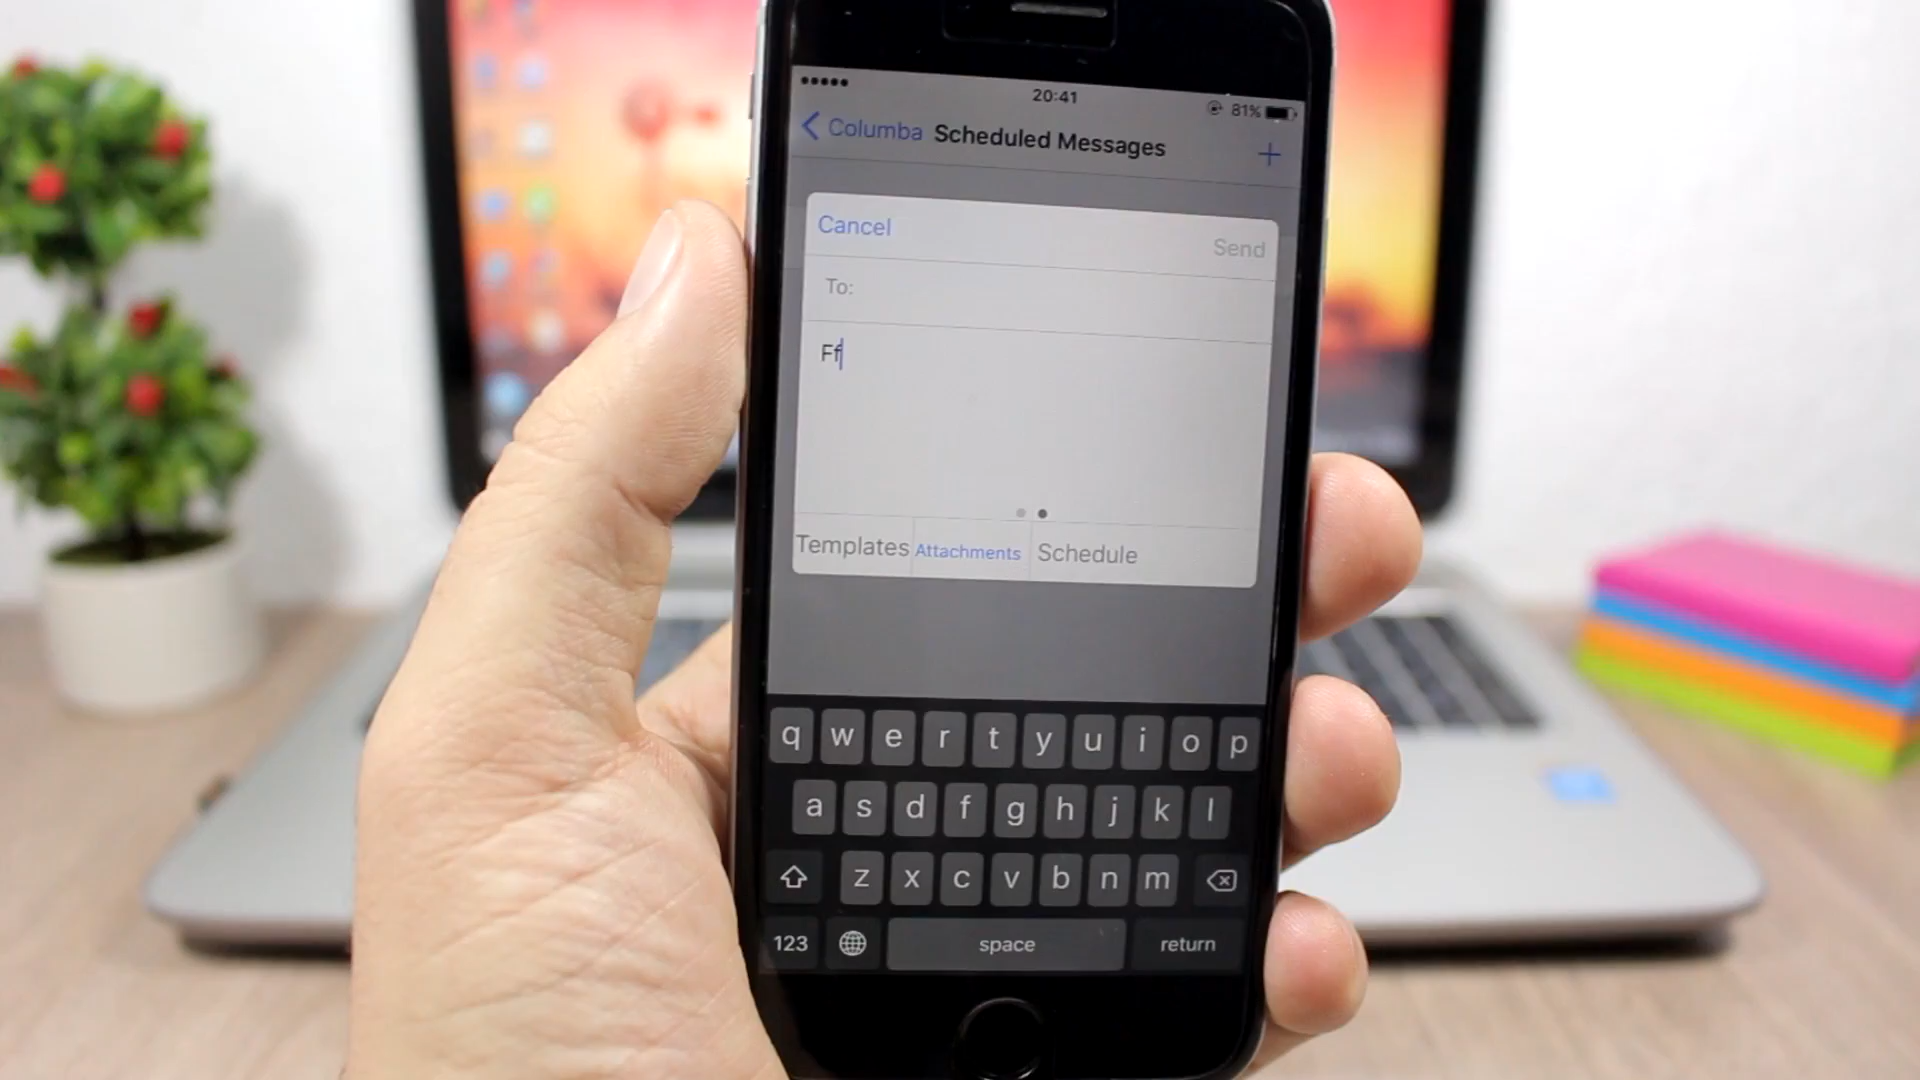 20:41
81%
Columba Scheduled Messages +
Cancel Send
To:
Ff
Templates Attachments Schedule
q w e r t y u i o p
a s d f g h j k l
z x c v b n m
123 space return